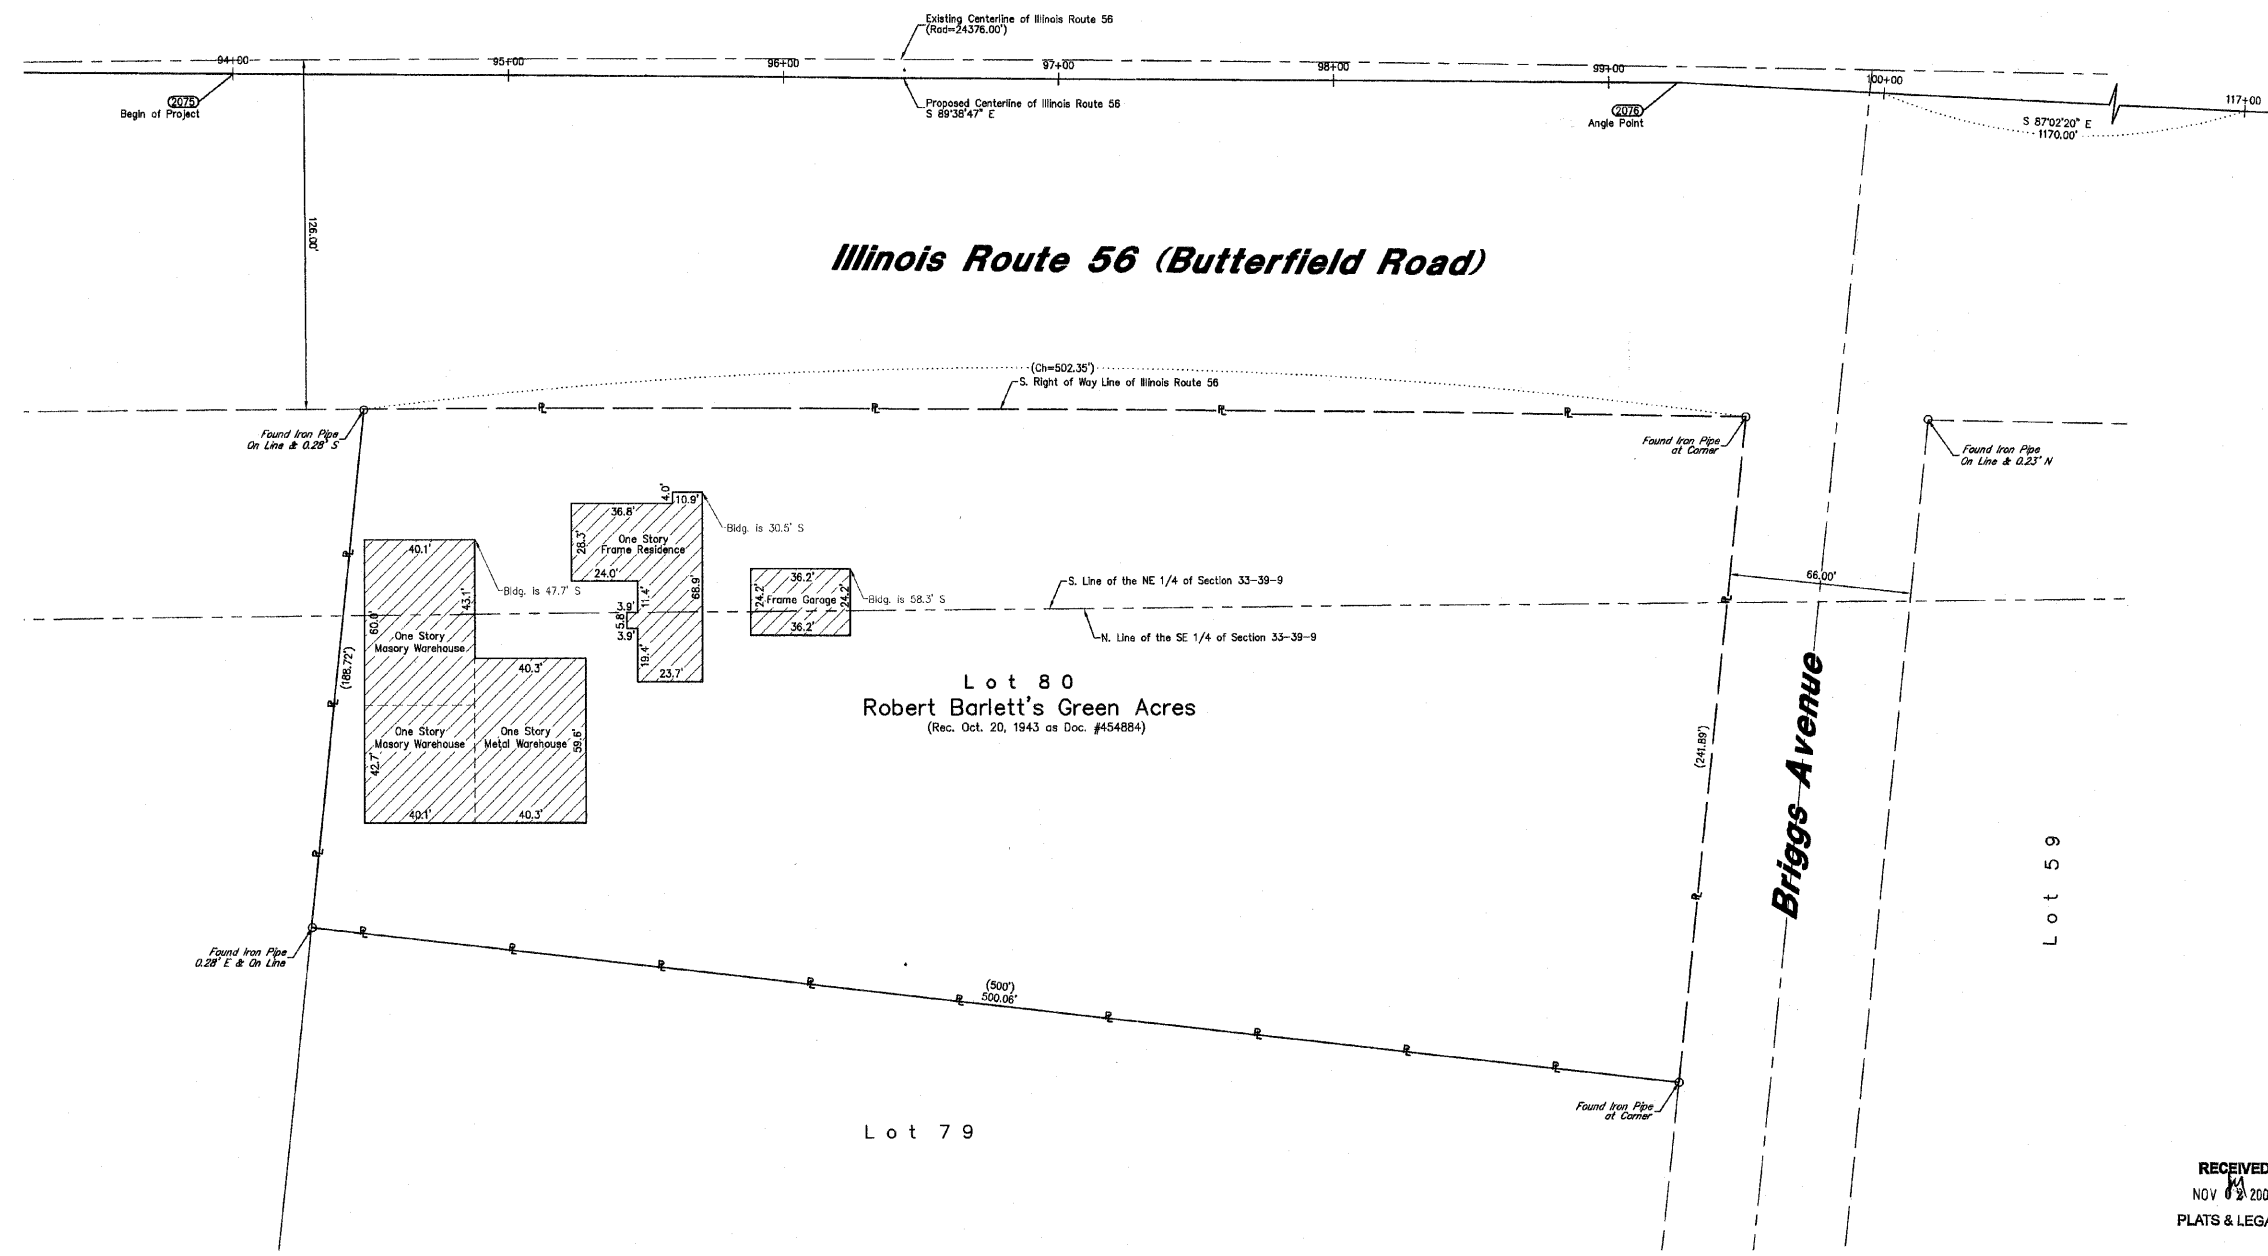 Existing Centerline of Illinois Route 56
(Rad=24376.00')
94+00
95+00
96+00
97+00
98+00
99+00
100+00
117+00
2075
Begin of Project
Proposed Centerline of Illinois Route 56
S 89°38'47" E
2076
Angle Point
S 87°02'20" E
1170.00'
126.00'
Illinois Route 56 (Butterfield Road)
(Ch=502.35')
S. Right of Way Line of Illinois Route 56
Found Iron Pipe
On Line & 0.28' S
Found Iron Pipe
at Corner
Found Iron Pipe
On Line & 0.23' N
4.0'
10.9'
36.8'
Bldg. is 30.5' S
28.3'
One Story
Frame Residence
40.1'
24.0'
Bldg. is 47.7' S
43.1'
11.4'
68.9'
3.9'
5.8'
3.9'
19.4'
23.7'
36.2'
24.2'
Frame Garage
24.2'
36.2'
Bldg. is 58.3' S
S. Line of the NE 1/4 of Section 33-39-9
N. Line of the SE 1/4 of Section 33-39-9
66.00'
60.0'
One Story
Masory Warehouse
(188.72')
40.3'
One Story
Masory Warehouse
One Story
Metal Warehouse
59.6'
42.7'
40.1'
40.3'
Lot 80
Robert Barlett's Green Acres
(Rec. Oct. 20, 1943 as Doc. #454884)
(241.89')
Briggs Avenue
Lot 59
Found Iron Pipe
0.28' E & On Line
(500')
500.06'
Found Iron Pipe
at Corner
Lot 79
RECEIVED
NOV 02 200
PLATS & LEGA